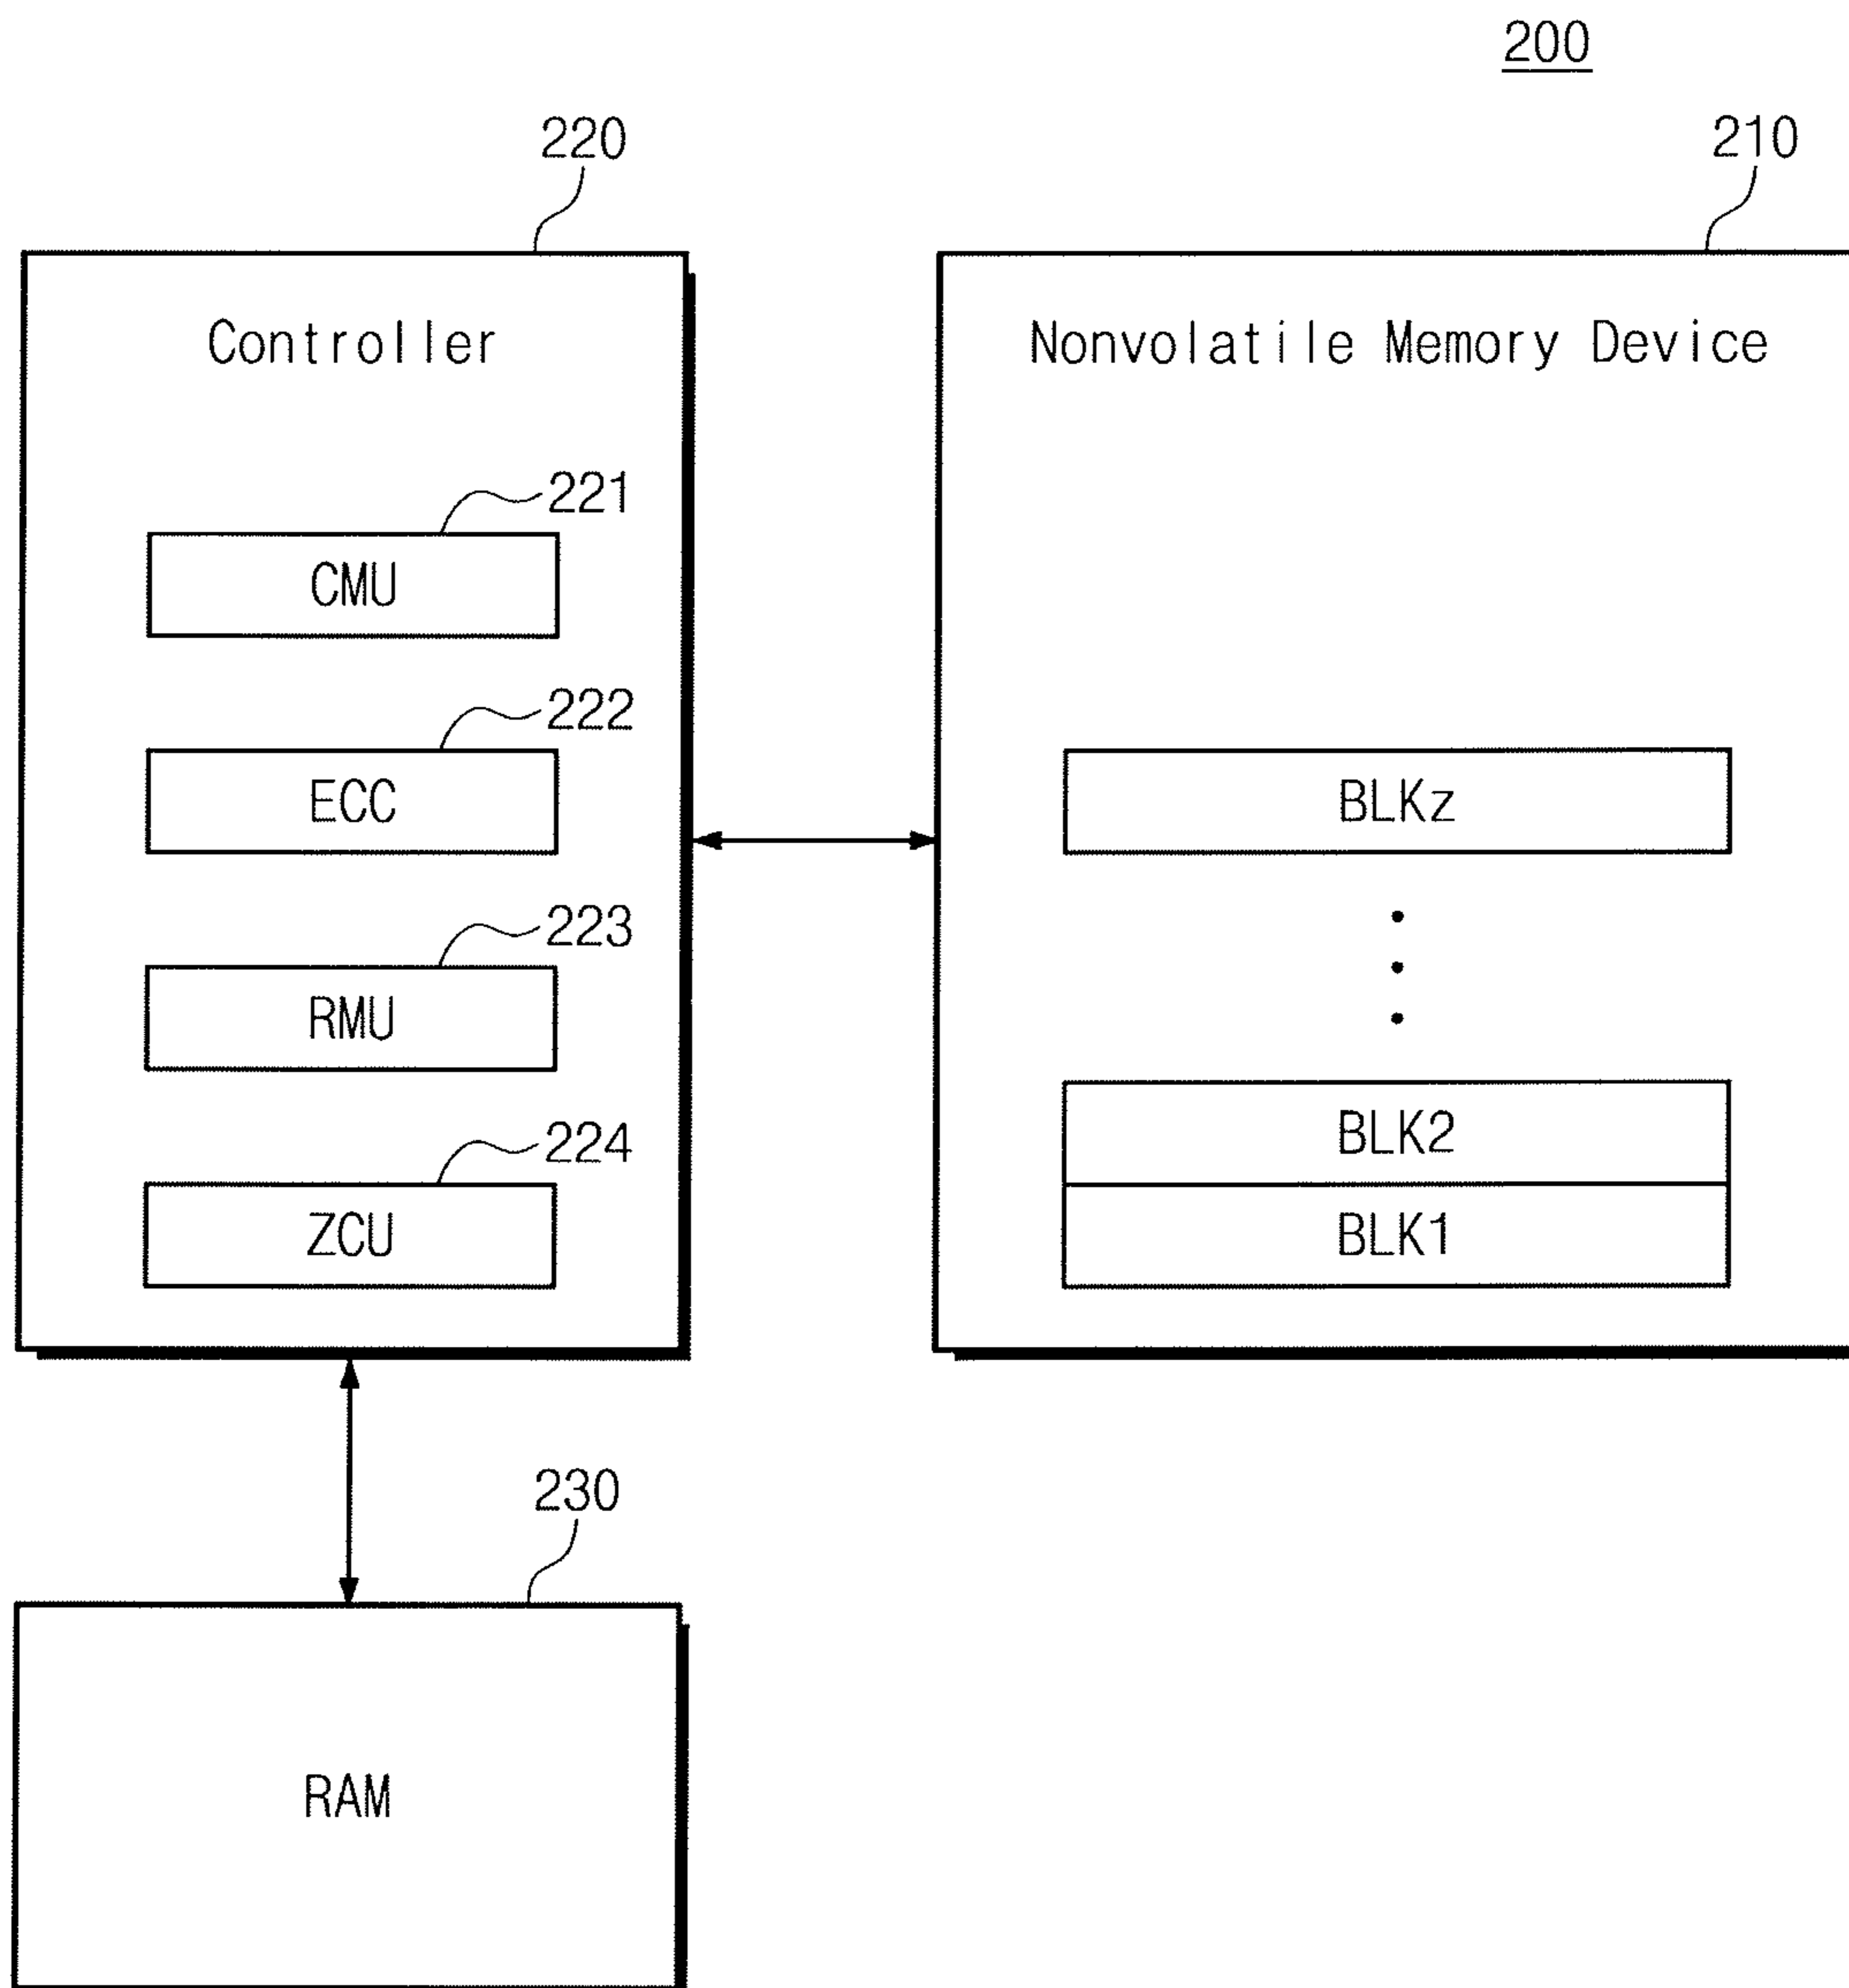 200
220
210
Controller
Nonvolatile Memory Device
221
CMU
222
ECC
BLKz
223
RMU
BLK2
224
ZCU
BLK1
230
RAM